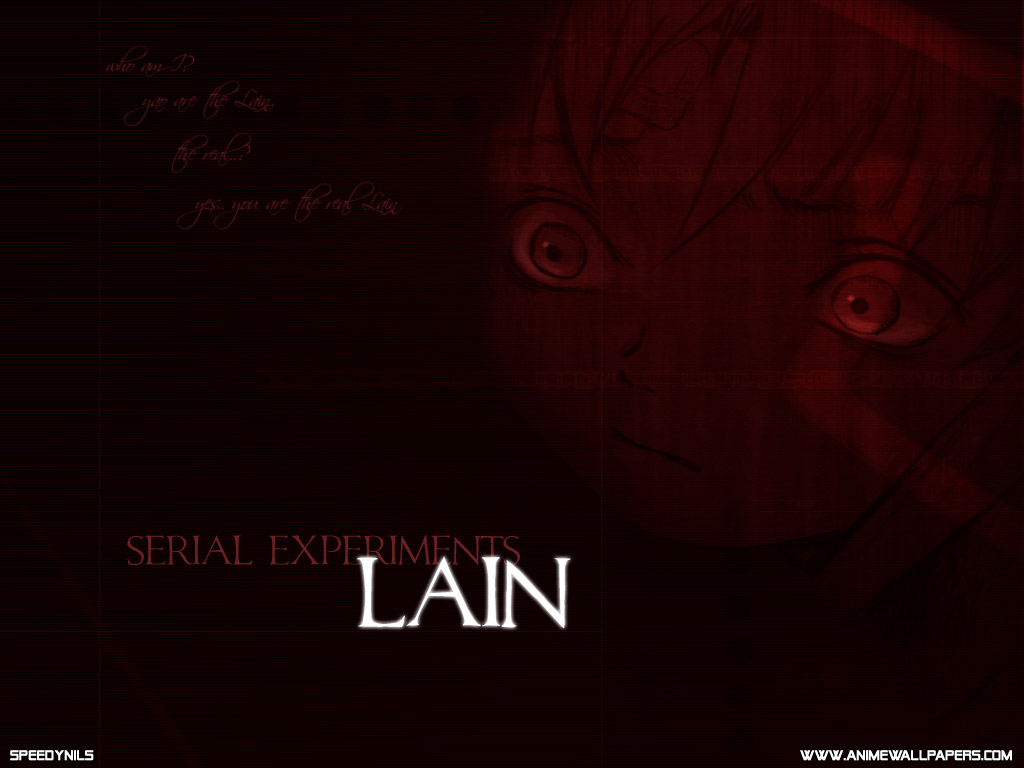 who am I?
you are the Lain.
the real...?
yes.. you are the real Lain
SERIAL EXPERIMENTS
LAIN
SPEEDYNILS
WWW.ANIMEWALLPAPERS.COM